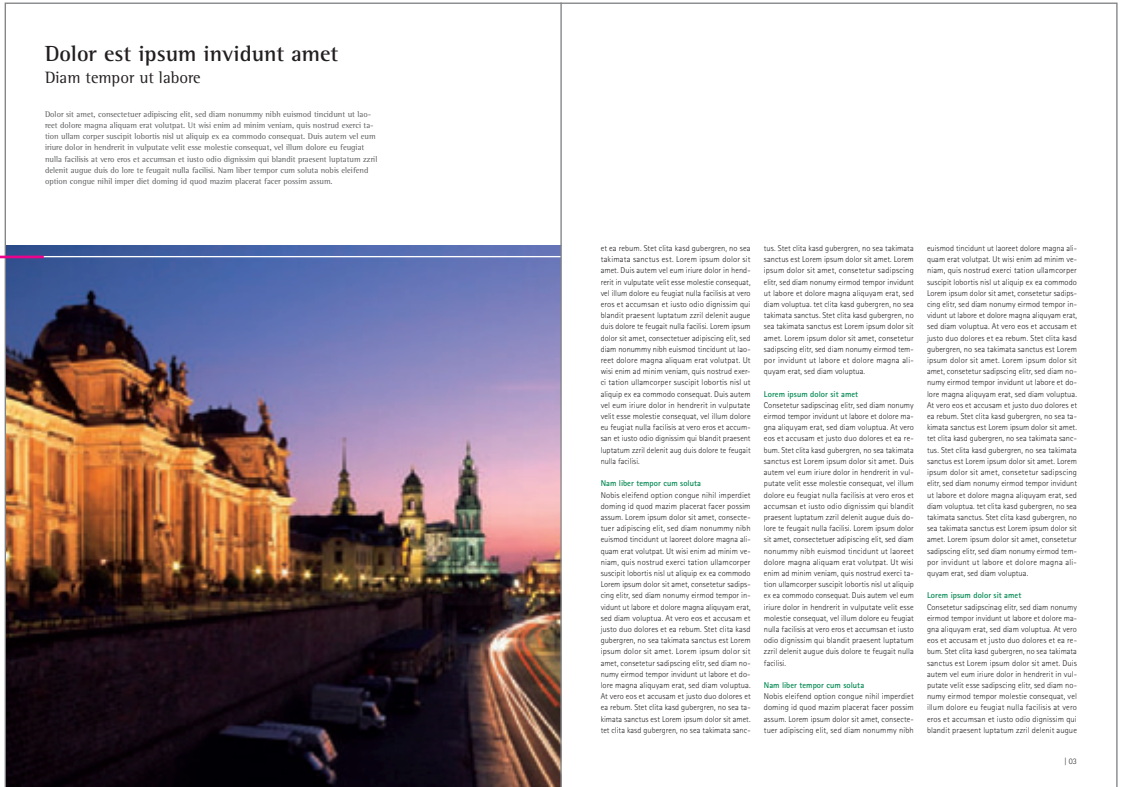 Dolor est ipsum invidunt amet
Diam tempor ut labore
Dolor sit amet, consectetuer adipiscing elit, sed diam nonummy nibh euismod tincidunt ut lao-
reet dolore magna aliquam erat volutpat. Ut wisi enim ad minim veniam, quis nostrud exerci ta-
tion ullam corper suscipit lobortis nisl ut aliquip ex ea commodo consequat. Duis autem vel eum
iriure dolor in hendrerit in vulputate velit esse molestie consequat, vel illum dolore eu feugiat
nulla facilisis at vero eros et accumsan et iusto odio dignissim qui blandit praesent luptatum zzril
delenit augue duis do lore te feugait nulla facilisi. Nam liber tempor cum soluta nobis eleifend
option congue nihil imper diet doming id quod mazim placerat facer possim assum.
et ea rebum. Stet clita kasd gubergren, no sea
takimata sanctus est. Lorem ipsum dolor sit
amet. Duis autem vel eum iriure dolor in hend-
rerit in vulputate velit esse molestie consequat,
vel illum dolore eu feugiat nulla facilisis at vero
eros et accumsan et iusto odio dignissim qui
blandit praesent luptatum zzril delenit augue
duis dolore te feugait nulla facilisi. Lorem ipsum
dolor sit amet, consectetuer adipiscing elit, sed
diam nonummy nibh euismod tincidunt ut lao-
reet dolore magna aliquam erat volutpat. Ut
wisi enim ad minim veniam, quis nostrud exer-
ci tation ullamcorper suscipit lobortis nisl ut
aliquip ex ea commodo consequat. Duis autem
vel eum iriure dolor in hendrerit in vulputate
velit esse molestie consequat, vel illum dolore
eu feugiat nulla facilisis at vero eros et accum-
san et iusto odio dignissim qui blandit praesent
luptatum zzril delenit aug duis dolore te feugait
nulla facilisi.
Nam liber tempor cum soluta
Nobis eleifend option congue nihil imperdiet
doming id quod mazim placerat facer possim
assum. Lorem ipsum dolor sit amet, consecte-
tuer adipiscing elit, sed diam nonummy nibh
euismod tincidunt ut laoreet dolore magna ali-
quam erat volutpat. Ut wisi enim ad minim ve-
niam, quis nostrud exerci tation ullamcorper
suscipit lobortis nisl ut aliquip ex ea commodo
Lorem ipsum dolor sit amet, consetetur sadips-
cing elitr, sed diam nonumy eirmod tempor in-
vidunt ut labore et dolore magna aliquyam erat,
sed diam voluptua. At vero eos et accusam et
justo duo dolores et ea rebum. Stet clita kasd
gubergren, no sea takimata sanctus est Lorem
ipsum dolor sit amet. Lorem ipsum dolor sit
amet, consetetur sadipscing elitr, sed diam no-
numy eirmod tempor invidunt ut labore et do-
lore magna aliquyam erat, sed diam voluptua.
At vero eos et accusam et justo duo dolores et
ea rebum. Stet clita kasd gubergren, no sea ta-
kimata sanctus est Lorem ipsum dolor sit amet.
tet clita kasd gubergren, no sea takimata sanc-
tus. Stet clita kasd gubergren, no sea takimata
sanctus est Lorem ipsum dolor sit amet. Lorem
ipsum dolor sit amet, consetetur sadipscing
elitr, sed diam nonumy eirmod tempor invidunt
ut labore et dolore magna aliquyam erat, sed
diam voluptua. tet clita kasd gubergren, no sea
takimata sanctus. Stet clita kasd gubergren, no
sea takimata sanctus est Lorem ipsum dolor sit
amet. Lorem ipsum dolor sit amet, consetetur
sadipscing elitr, sed diam nonumy eirmod tem-
por invidunt ut labore et dolore magna ali-
quyam erat, sed diam voluptua.
Lorem ipsum dolor sit amet
Consetetur sadipscinag elitr, sed diam nonumy
eirmod tempor invidunt ut labore et dolore ma-
gna aliquyam erat, sed diam voluptua. At vero
eos et accusam et justo duo dolores et ea re-
bum. Stet clita kasd gubergren, no sea takimata
sanctus est Lorem ipsum dolor sit amet. Duis
autem vel eum iriure dolor in hendrerit in vul-
putate velit esse molestie consequat, vel illum
dolore eu feugiat nulla facilisis at vero eros et
accumsan et iusto odio dignissim qui blandit
praesent luptatum zzril delenit augue duis do-
lore te feugait nulla facilisi. Lorem ipsum dolor
sit amet, consectetuer adipiscing elit, sed diam
nonummy nibh euismod tincidunt ut laoreet
dolore magna aliquam erat volutpat. Ut wisi
enim ad minim veniam, quis nostrud exerci ta-
tion ullamcorper suscipit lobortis nisl ut aliquip
ex ea commodo consequat. Duis autem vel eum
iriure dolor in hendrerit in vulputate velit esse
molestie consequat, vel illum dolore eu feugiat
nulla facilisis at vero eros et accumsan et iusto
odio dignissim qui blandit praesent luptatum
zzril delenit augue duis dolore te feugait nulla
facilisi.
Nam liber tempor cum soluta
Nobis eleifend option congue nihil imperdiet
doming id quod mazim placerat facer possim
assum. Lorem ipsum dolor sit amet, consecte-
tuer adipiscing elit, sed diam nonummy nibh
euismod tincidunt ut laoreet dolore magna ali-
quam erat volutpat. Ut wisi enim ad minim ve-
niam, quis nostrud exerci tation ullamcorper
suscipit lobortis nisl ut aliquip ex ea commodo
Lorem ipsum dolor sit amet, consetetur sadips-
cing elitr, sed diam nonumy eirmod tempor in-
vidunt ut labore et dolore magna aliquyam erat,
sed diam voluptua. At vero eos et accusam et
justo duo dolores et ea rebum. Stet clita kasd
gubergren, no sea takimata sanctus est Lorem
ipsum dolor sit amet. Lorem ipsum dolor sit
amet, consetetur sadipscing elitr, sed diam no-
numy eirmod tempor invidunt ut labore et do-
lore magna aliquyam erat, sed diam voluptua.
At vero eos et accusam et justo duo dolores et
ea rebum. Stet clita kasd gubergren, no sea ta-
kimata sanctus est Lorem ipsum dolor sit amet.
tet clita kasd gubergren, no sea takimata sanc-
tus. Stet clita kasd gubergren, no sea takimata
sanctus est Lorem ipsum dolor sit amet. Lorem
ipsum dolor sit amet, consetetur sadipscing
elitr, sed diam nonumy eirmod tempor invidunt
ut labore et dolore magna aliquyam erat, sed
diam voluptua. tet clita kasd gubergren, no sea
takimata sanctus. Stet clita kasd gubergren, no
sea takimata sanctus est Lorem ipsum dolor sit
amet. Lorem ipsum dolor sit amet, consetetur
sadipscing elitr, sed diam nonumy eirmod tem-
por invidunt ut labore et dolore magna ali-
quyam erat, sed diam voluptua.
Lorem ipsum dolor sit amet
Consetetur sadipscinag elitr, sed diam nonumy
eirmod tempor invidunt ut labore et dolore ma-
gna aliquyam erat, sed diam voluptua. At vero
eos et accusam et justo duo dolores et ea re-
bum. Stet clita kasd gubergren, no sea takimata
sanctus est Lorem ipsum dolor sit amet. Duis
autem vel eum iriure dolor in hendrerit in vul-
putate velit esse sadipscing elitr, sed diam no-
numy eirmod tempor molestie consequat, vel
illum dolore eu feugiat nulla facilisis at vero
eros et accumsan et iusto odio dignissim qui
blandit praesent luptatum zzril delenit augue
| 03